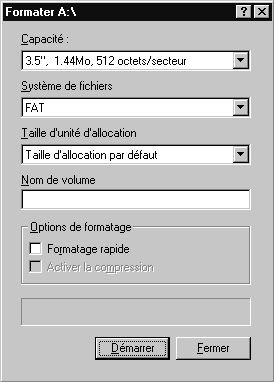 Formater A:\
Capacité :
3.5", 1.44Mo, 512 octets/secteur
Système de fichiers
FAT
Taille d'unité d'allocation
Taille d'allocation par défaut
Nom de volume
Options de formatage
Formatage rapide
Activer la compression
Démarrer
Fermer